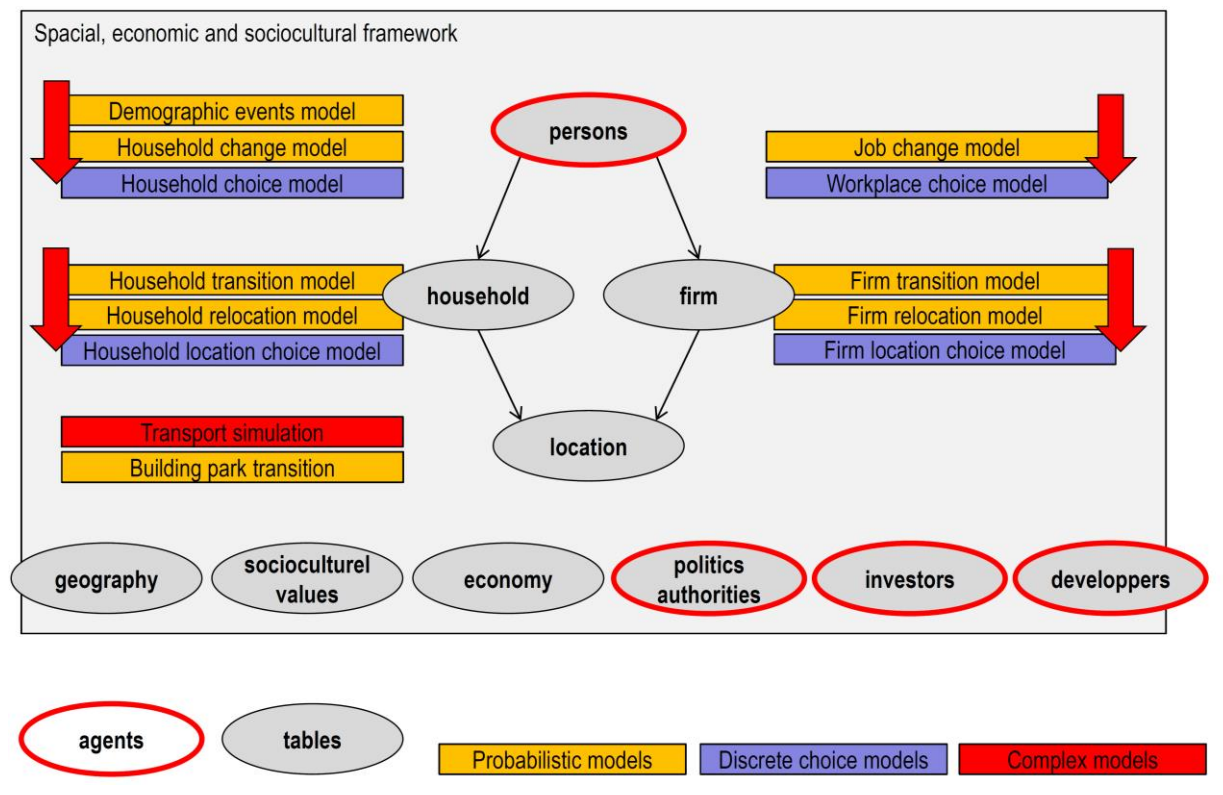 Spacial, economic and sociocultural framework
Demographic events model
Household change model
Household choice model
persons
Job change model
Workplace choice model
Household transition model
Household relocation model
Household location choice model
household
firm
Firm transition model
Firm relocation model
Firm location choice model
Transport simulation
Building park transition
location
geography
socioculturel
values
economy
politics
authorities
investors
developpers
agents
tables
Probabilistic models
Discrete choice models
Complex models